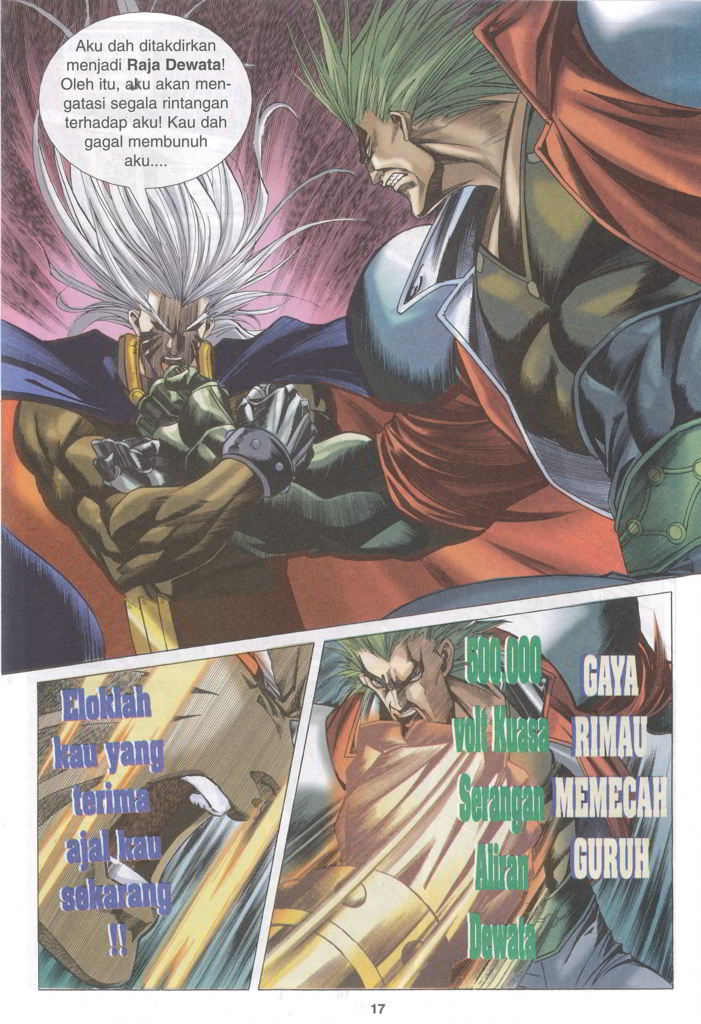 Aku dah ditakdirkan
menjadi Raja Dewata!
Oleh itu, aku akan men-
gatasi segala rintangan
terhadap aku! Kau dah
gagal membunuh
aku....
Eloklah
kau yang
terima
ajal kau
sekarang
!!
500,000
volt Kuasa
Serangan
Aliran
Dewata
GAYA
RIMAU
MEMECAH
GURUH
17